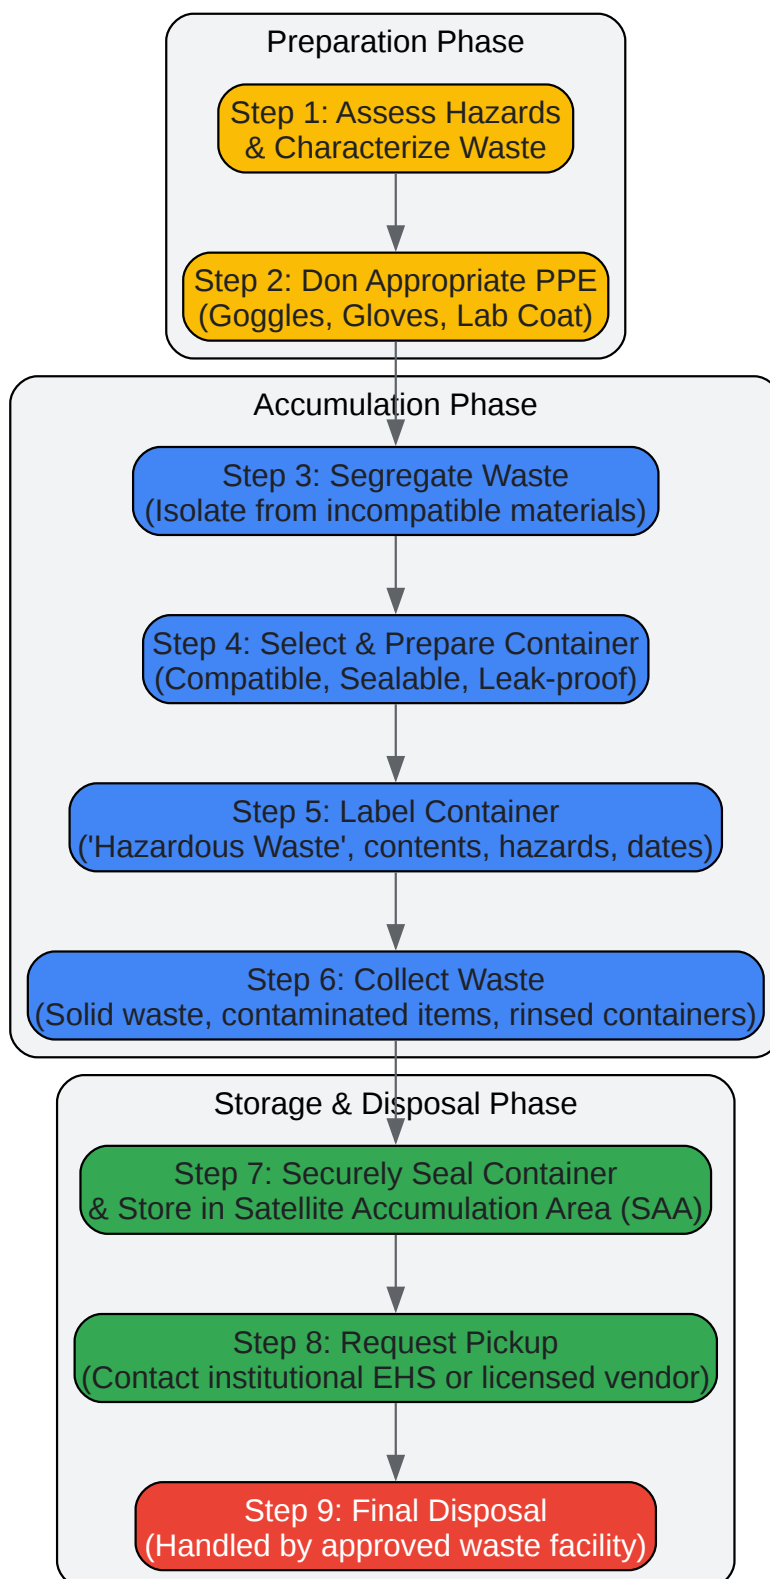 Preparation Phase
Step 1: Assess Hazards
& Characterize Waste
Step 2: Don Appropriate PPE
(Goggles, Gloves, Lab Coat)
Accumulation Phase
Step 3: Segregate Waste
(Isolate from incompatible materials)
Step 4: Select & Prepare Container
(Compatible, Sealable, Leak-proof)
Step 5: Label Container
('Hazardous Waste', contents, hazards, dates)
Step 6: Collect Waste
(Solid waste, contaminated items, rinsed containers)
Storage & Disposal Phase
Step 7: Securely Seal Container
& Store in Satellite Accumulation Area (SAA)
Step 8: Request Pickup
(Contact institutional EHS or licensed vendor)
Step 9: Final Disposal
(Handled by approved waste facility)